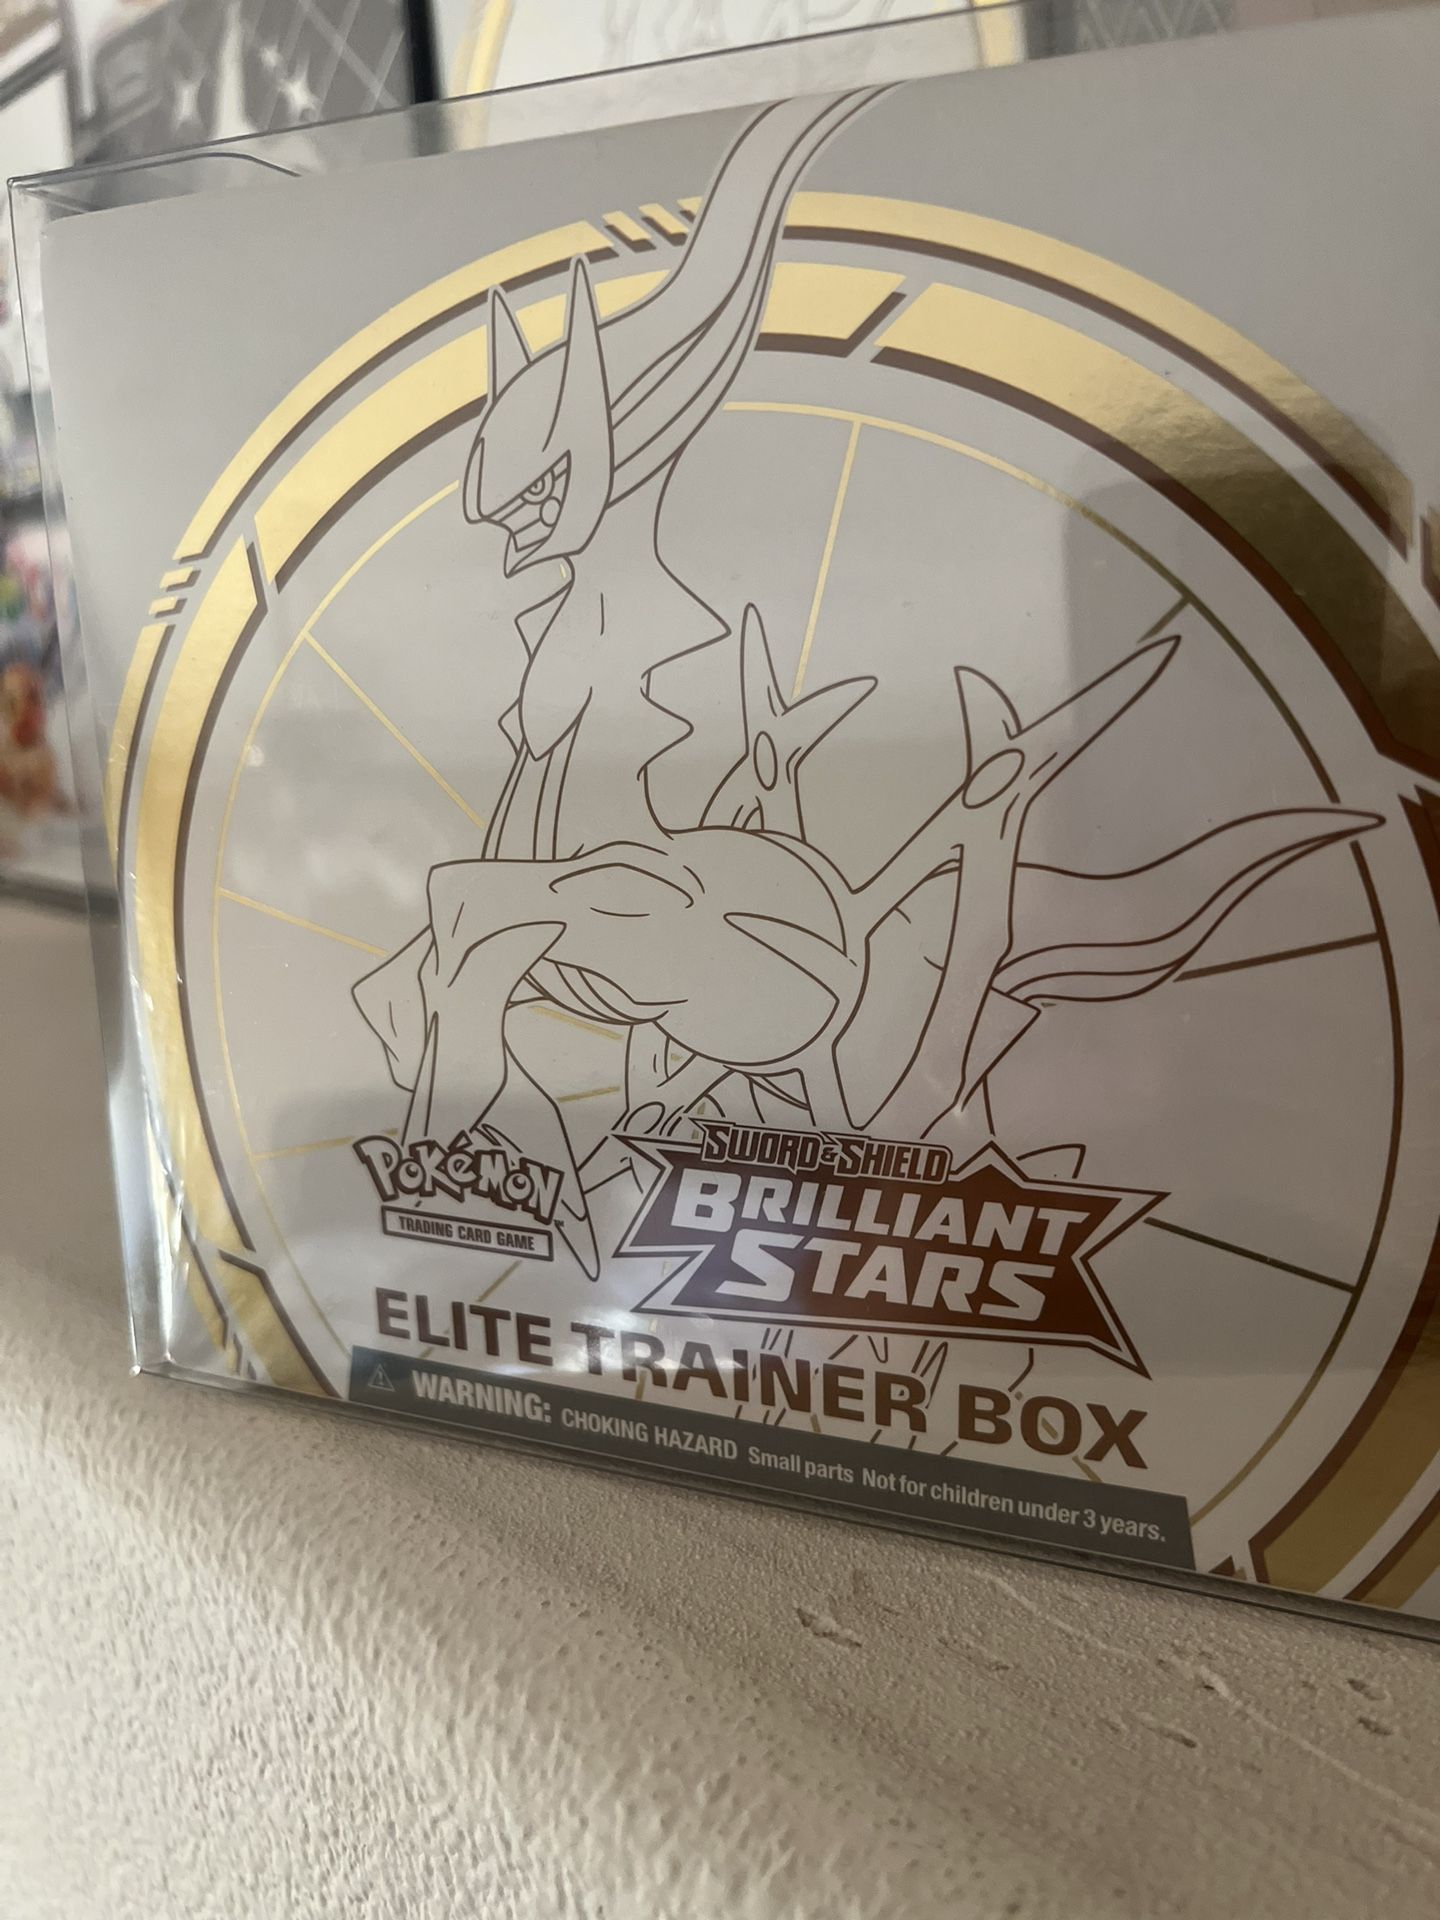 POKéMON
TRADING CARD GAME
SWORD & SHIELD
BRILLIANT
STARS
ELITE TRAINER BOX
WARNING: CHOKING HAZARD Small parts Not for children under 3 years.